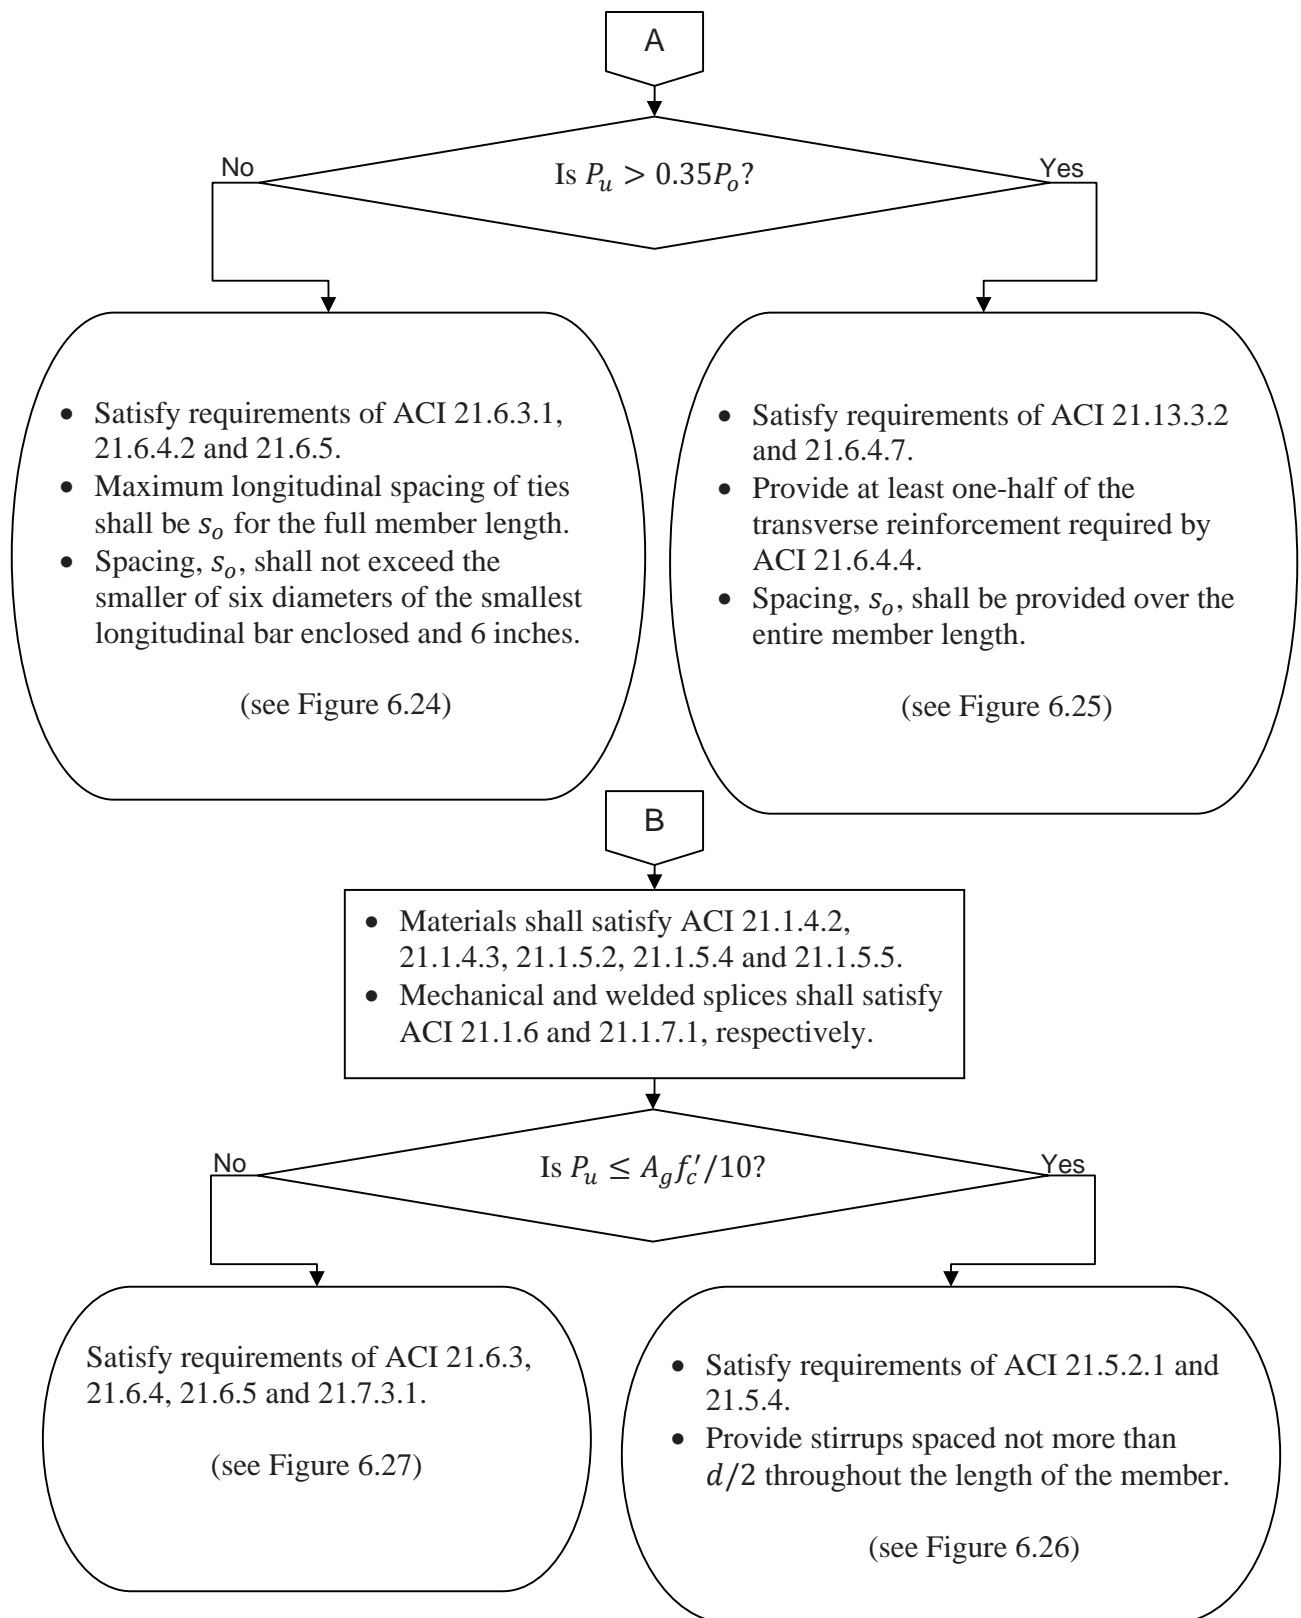 A
Is P_u > 0.35P_o?
No
Yes
• Satisfy requirements of ACI 21.6.3.1,
21.6.4.2 and 21.6.5.
• Maximum longitudinal spacing of ties
shall be s_o for the full member length.
• Spacing, s_o, shall not exceed the
smaller of six diameters of the smallest
longitudinal bar enclosed and 6 inches.
(see Figure 6.24)
• Satisfy requirements of ACI 21.13.3.2
and 21.6.4.7.
• Provide at least one-half of the
transverse reinforcement required by
ACI 21.6.4.4.
• Spacing, s_o, shall be provided over the
entire member length.
(see Figure 6.25)
B
• Materials shall satisfy ACI 21.1.4.2,
21.1.4.3, 21.1.5.2, 21.1.5.4 and 21.1.5.5.
• Mechanical and welded splices shall satisfy
ACI 21.1.6 and 21.1.7.1, respectively.
Is P_u ≤ A_g f_c′/10?
No
Yes
Satisfy requirements of ACI 21.6.3,
21.6.4, 21.6.5 and 21.7.3.1.
(see Figure 6.27)
• Satisfy requirements of ACI 21.5.2.1 and
21.5.4.
• Provide stirrups spaced not more than
d/2 throughout the length of the member.
(see Figure 6.26)